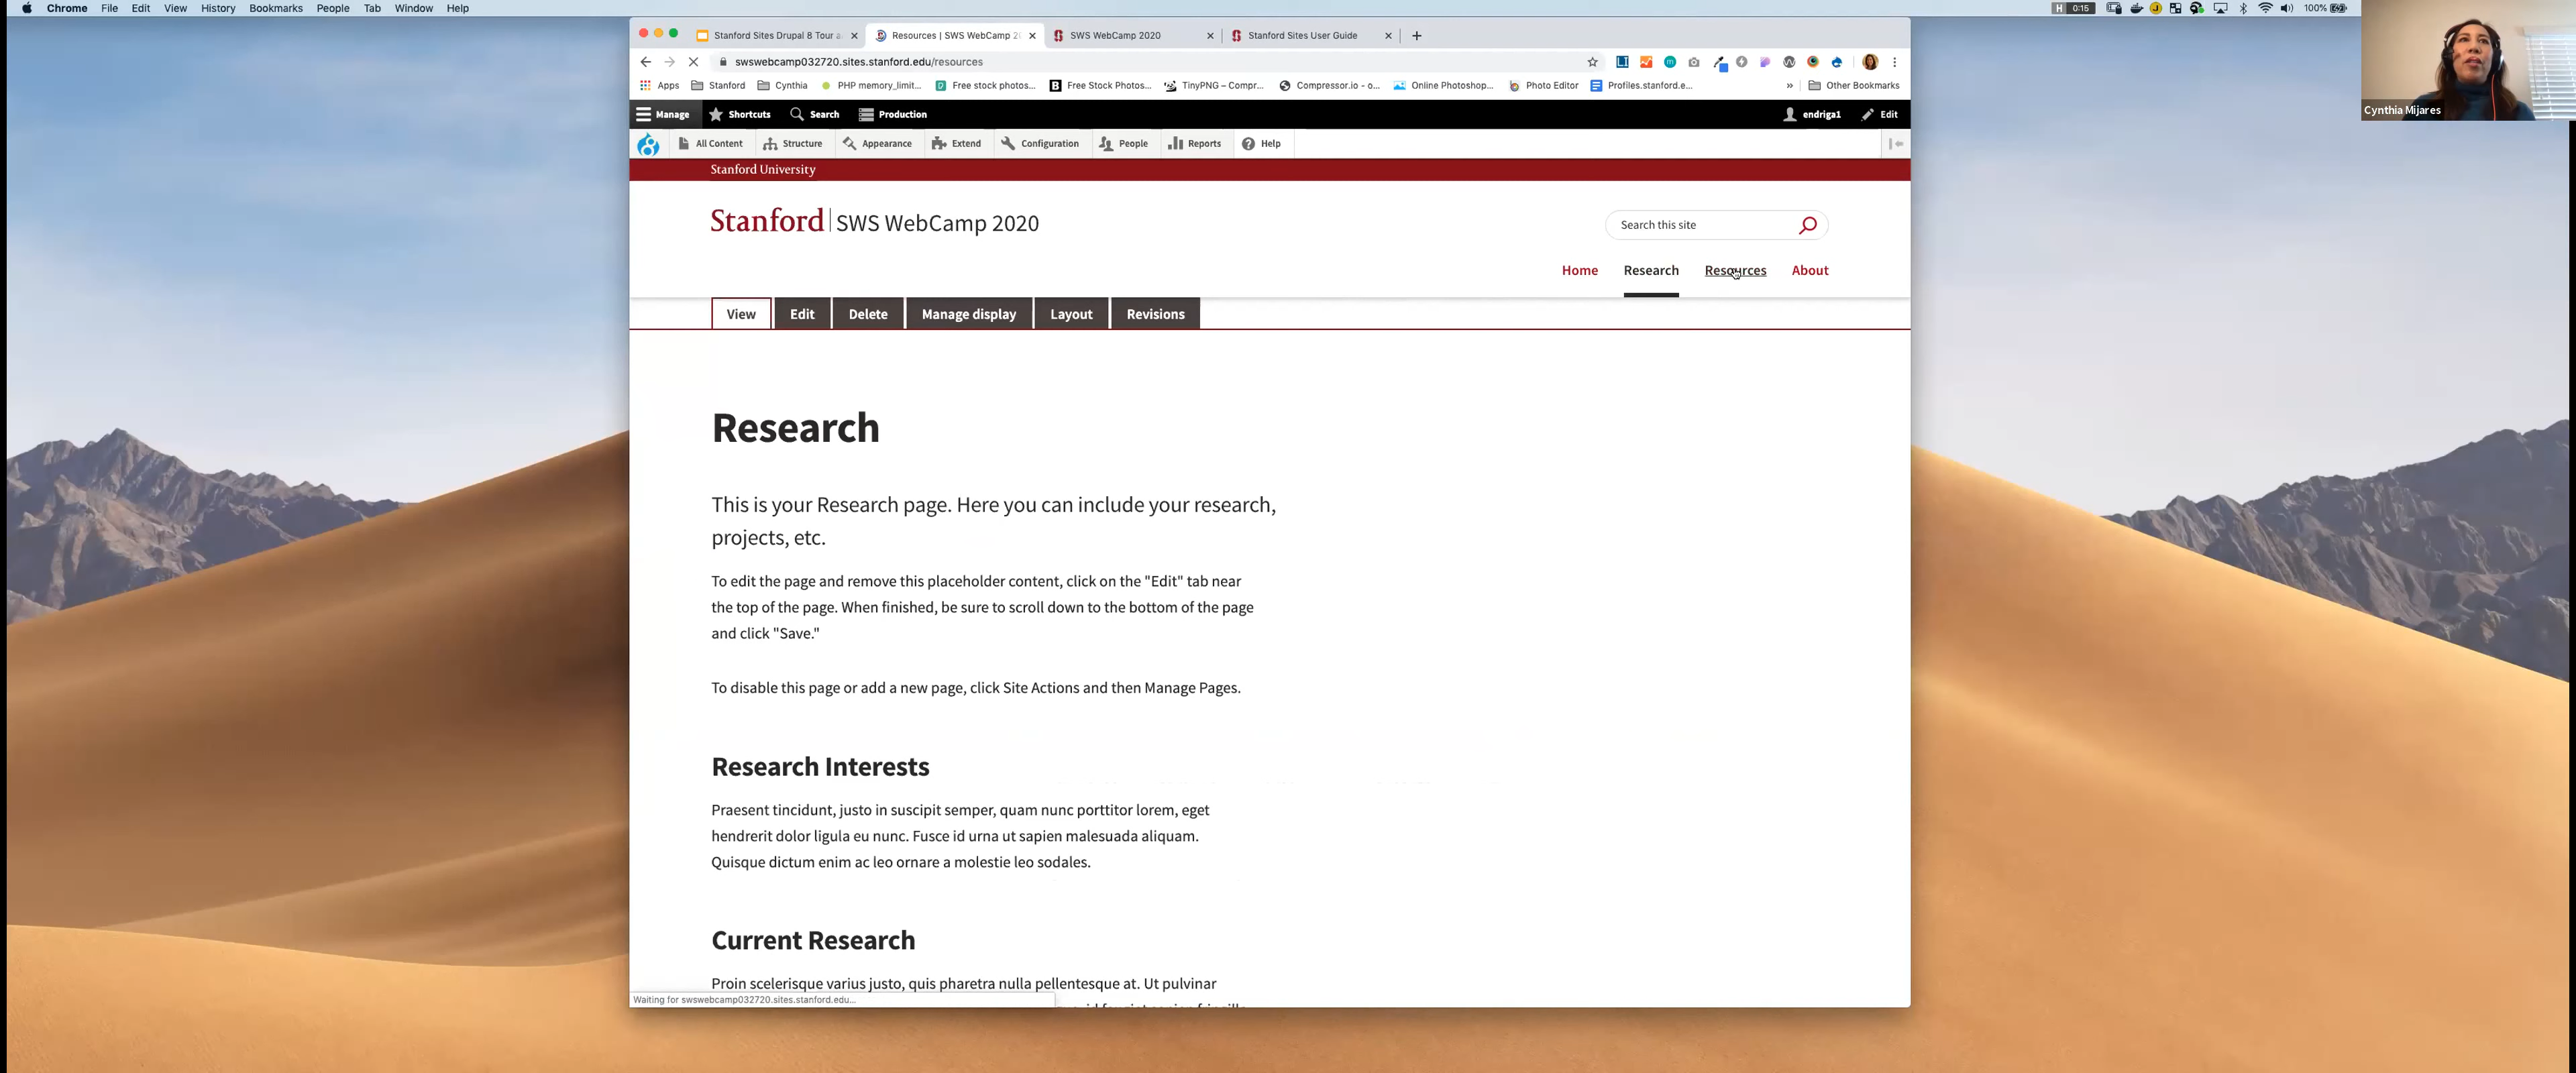 Chrome File Edit View History Bookmarks People Tab Window Help
H 0:15 100%
Cynthia Mijares
Stanford Sites Drupal 8 Tour a Resources | SWS WebCamp 20 SWS WebCamp 2020 Stanford Sites User Guide
swswebcamp032720.sites.stanford.edu/resources
Apps Stanford Cynthia PHP memory_limit... Free stock photos... Free Stock Photos... TinyPNG – Compr... Compressor.io - o... Online Photoshop... Photo Editor Profiles.stanford.e... » Other Bookmarks
Manage Shortcuts Search Production endriga1 Edit
All Content Structure Appearance Extend Configuration People Reports Help
Stanford University
Stanford | SWS WebCamp 2020
Search this site
Home Research Resources About
View Edit Delete Manage display Layout Revisions
Research
This is your Research page. Here you can include your research,
projects, etc.
To edit the page and remove this placeholder content, click on the "Edit" tab near
the top of the page. When finished, be sure to scroll down to the bottom of the page
and click "Save."
To disable this page or add a new page, click Site Actions and then Manage Pages.
Research Interests
Praesent tincidunt, justo in suscipit semper, quam nunc porttitor lorem, eget
hendrerit dolor ligula eu nunc. Fusce id urna ut sapien malesuada aliquam.
Quisque dictum enim ac leo ornare a molestie leo sodales.
Current Research
Proin scelerisque varius justo, quis pharetra nulla pellentesque at. Ut pulvinar
Waiting for swswebcamp032720.sites.stanford.edu...